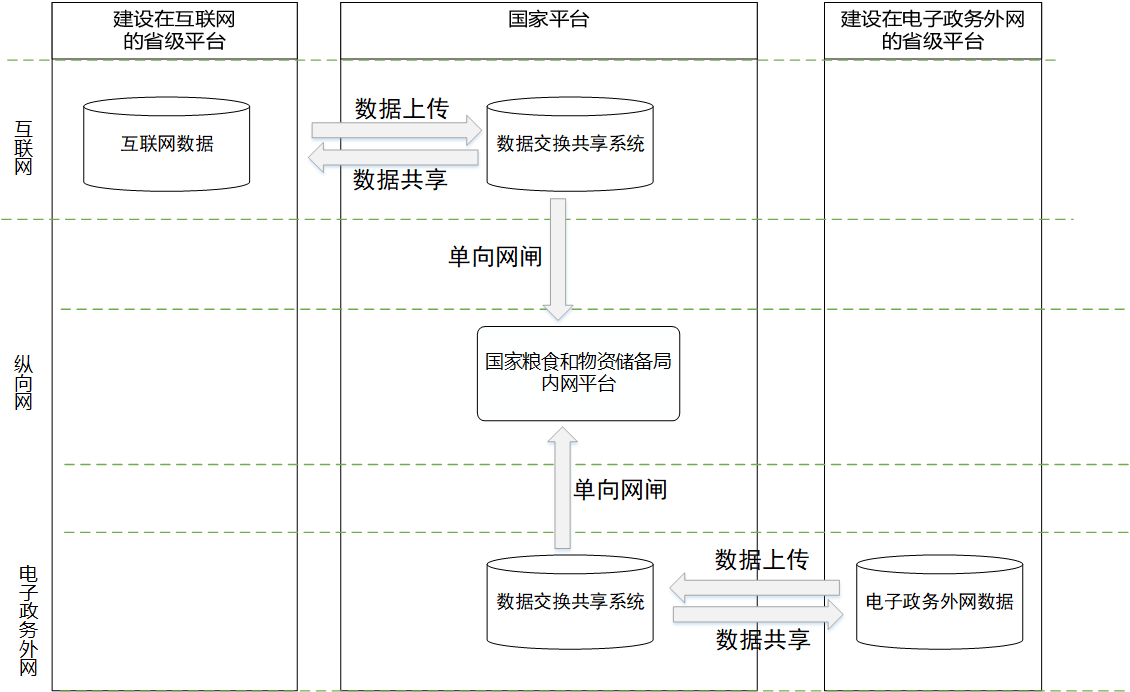 建设在互联网
的省级平台
国家平台
建设在电子政务外网
的省级平台
互联网
互联网数据
数据上传
数据共享
数据交换共享系统
单向网闸
纵向网
国家粮食和物资储备局
内网平台
单向网闸
电子政务外网
数据交换共享系统
数据上传
数据共享
电子政务外网数据